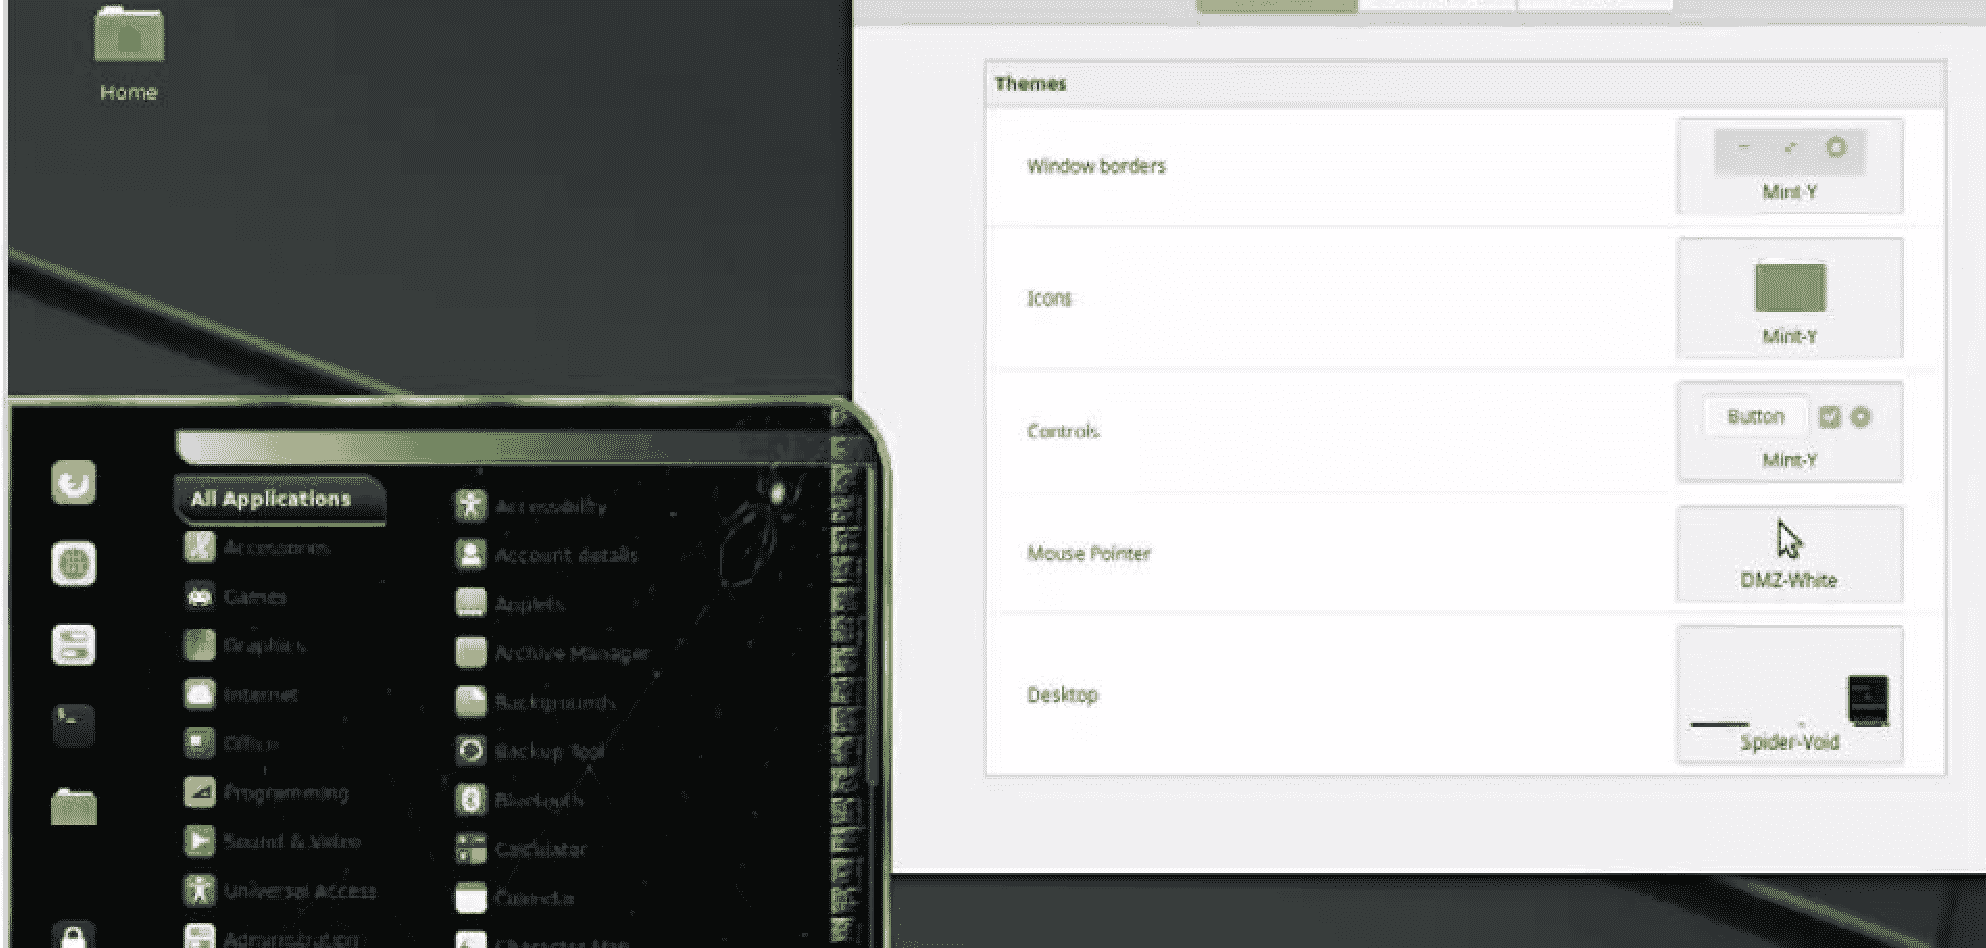 Home
Themes
Window borders
Mint-Y
Icons
Mint-Y
Controls
Button
Mint-Y
Mouse Pointer
DMZ-White
Desktop
Spider-Void
All Applications
Accessories
Games
Graphics
Internet
Office
Programming
Sound & Video
Universal Access
Administration
Accessibility
Account details
Applets
Archive Manager
Backgrounds
Backup Tool
Bluetooth
Calculator
Calendar
Character Map